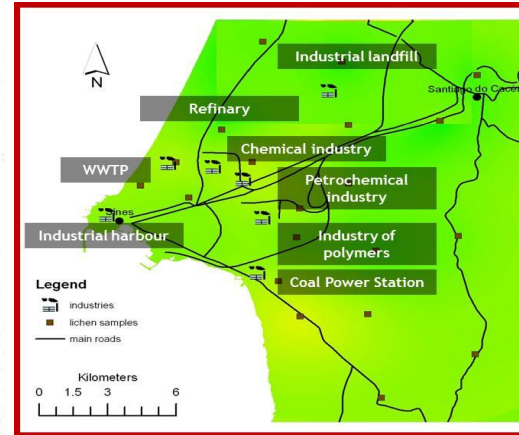 Industrial landfill
N
Santiago do Cacém
Refinary
Chemical industry
WWTP
Petrochemical
industry
Sines
Industrial harbour
Industry of
polymers
Coal Power Station
Legend
industries
lichen samples
main roads
Kilometers
0 1.5 3 6